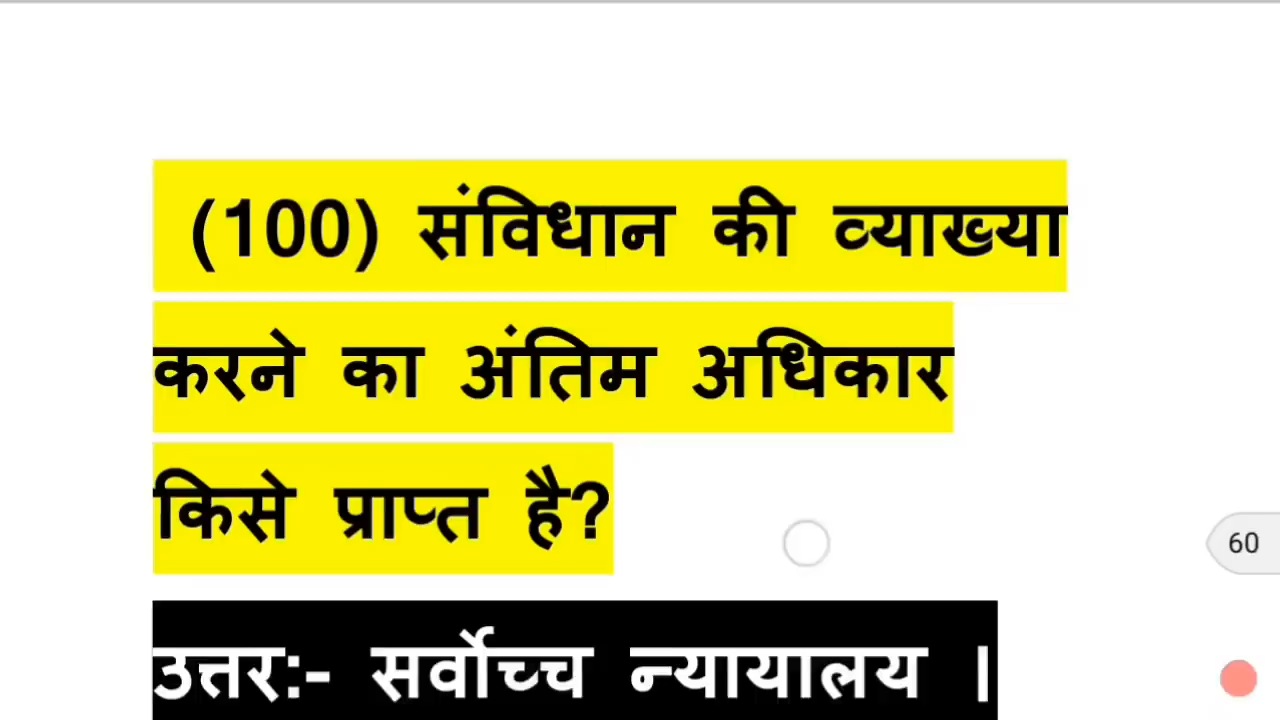 (100) संविधान की व्याख्या
करने का अंतिम अधिकार
किसे प्राप्त है?
60
उत्तर:- सर्वोच्च न्यायालय ।